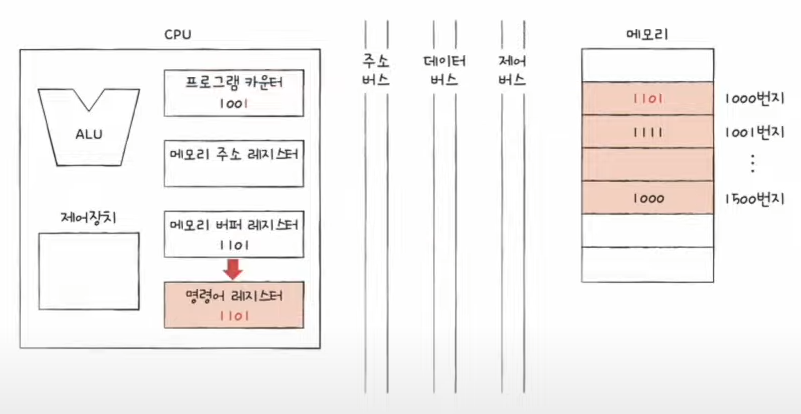 CPU
ALU
제어장치
프로그램 카운터
1001
메모리 주소 레지스터
메모리 버퍼 레지스터
1101
명령어 레지스터
1101
주소
버스
데이터
버스
제어
버스
메모리
1101 1000번지
1111 1001번지
⋮
1000 1500번지